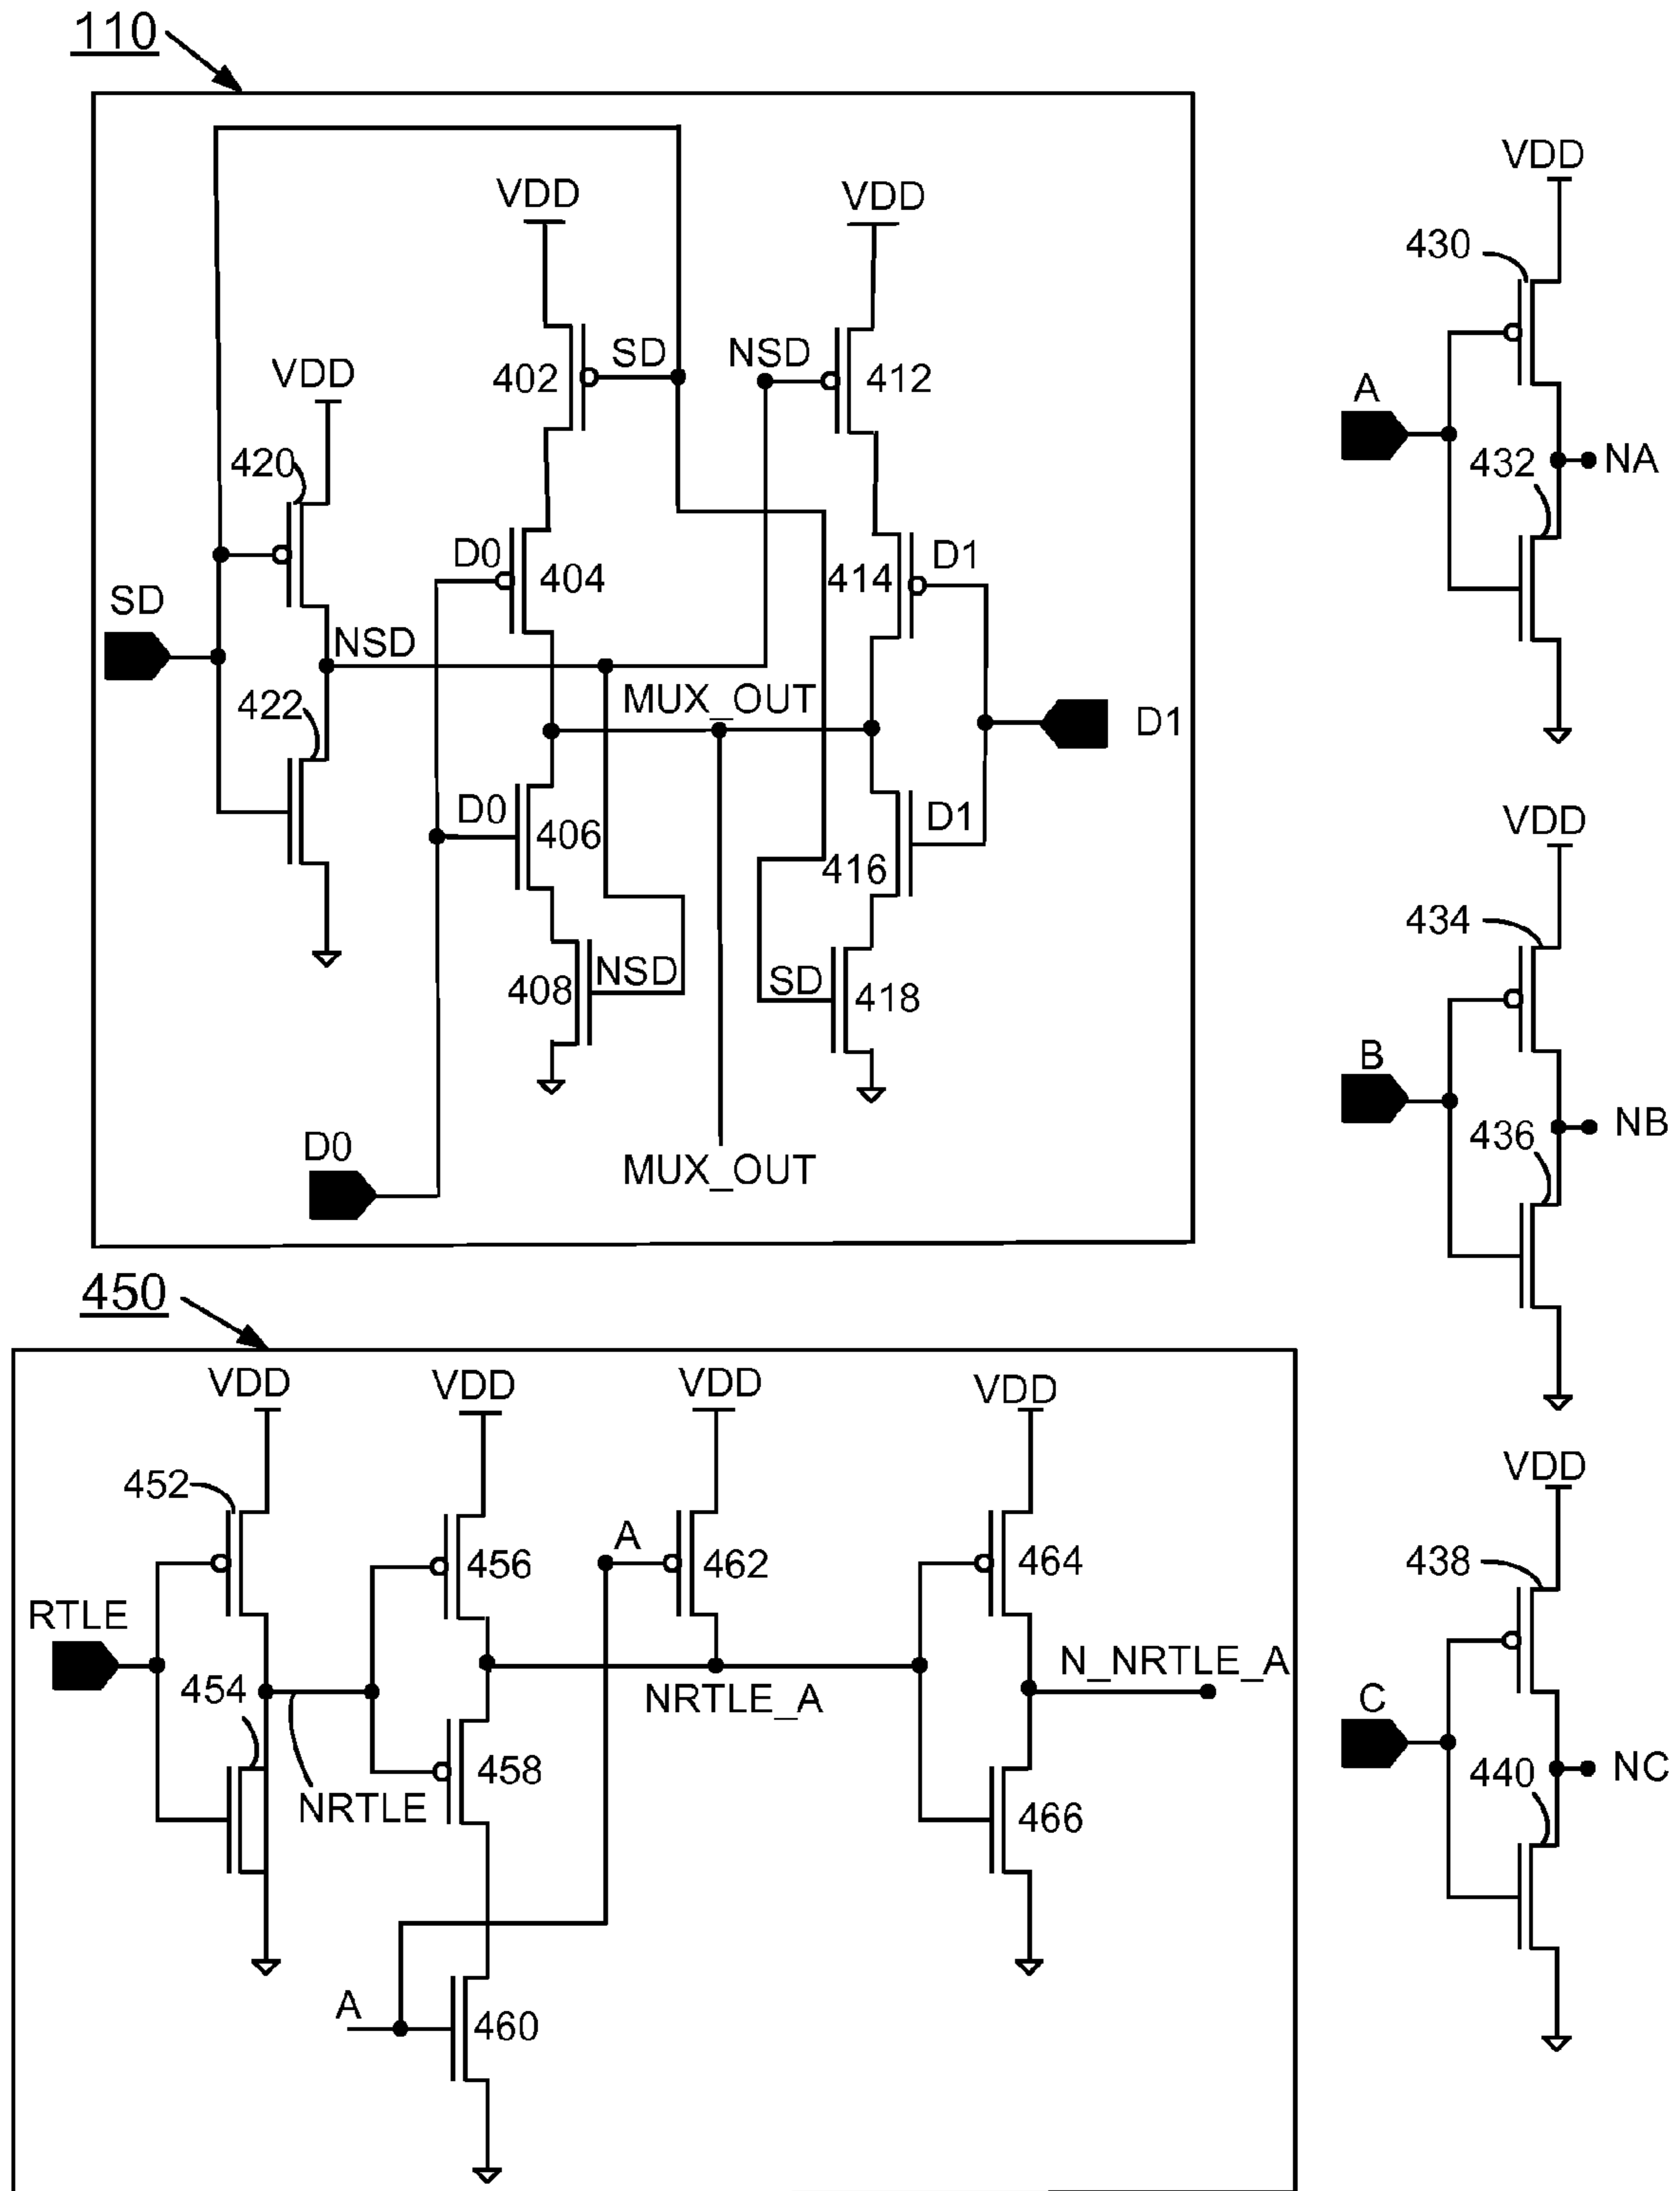 110
VDD
VDD
VDD
430
402
SD
NSD
412
VDD
A
420
432
NA
D0
404
414
D1
SD
NSD
422
MUX_OUT
D1
D0
406
D1
416
VDD
434
408
NSD
SD
418
B
436
NB
D0
MUX_OUT
450
VDD
VDD
VDD
VDD
VDD
452
A
438
456
462
464
RTLE
454
NRTLE_A
N_NRTLE_A
C
458
440
NC
NRTLE
466
A
460